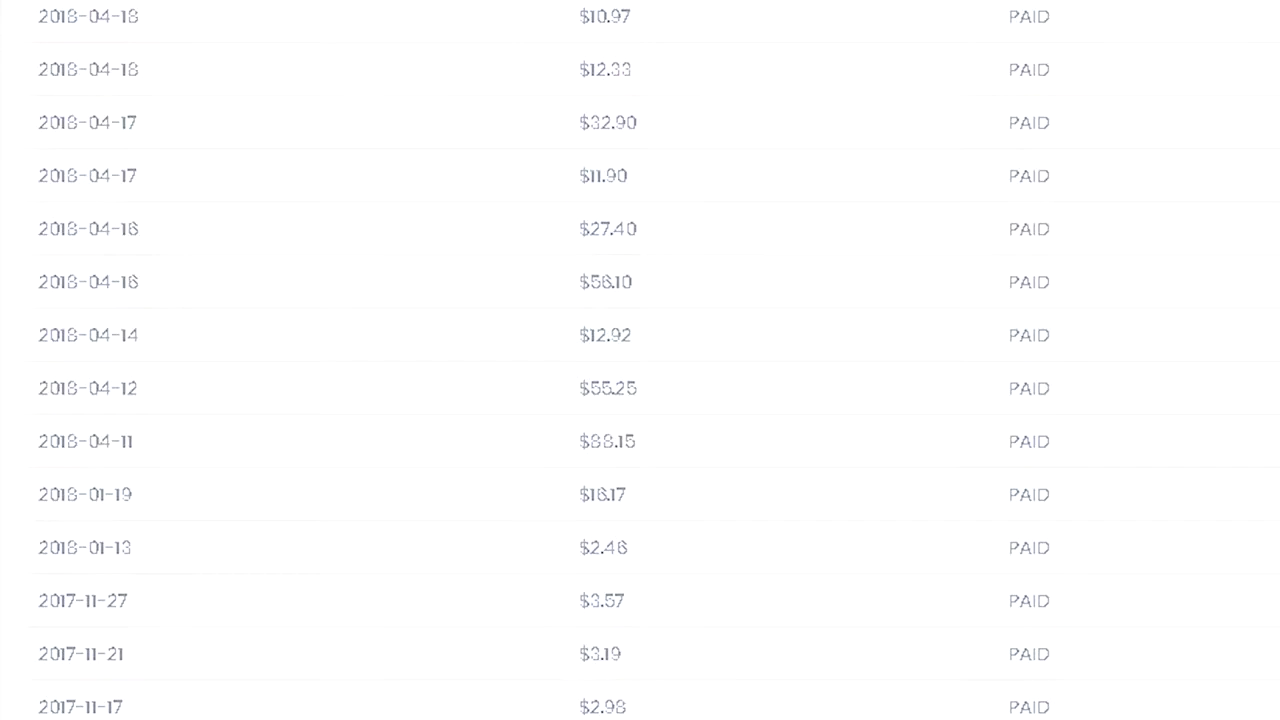 2018-04-18 $10.97 PAID
2018-04-18 $12.33 PAID
2018-04-17 $32.90 PAID
2018-04-17 $11.90 PAID
2018-04-16 $27.40 PAID
2018-04-16 $56.10 PAID
2018-04-14 $12.92 PAID
2018-04-12 $55.25 PAID
2018-04-11 $88.15 PAID
2018-01-19 $16.17 PAID
2018-01-13 $2.46 PAID
2017-11-27 $3.57 PAID
2017-11-21 $3.19 PAID
2017-11-17 $2.98 PAID